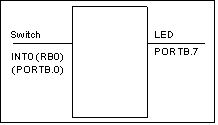 Switch
LED
INT0(RB0)
(PORTB.0)
PORTB.7